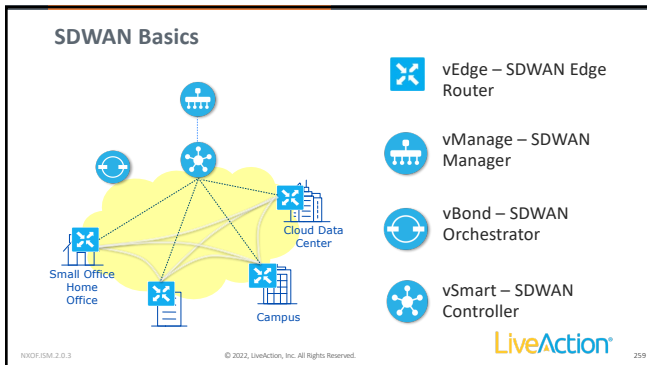 SDWAN Basics
vEdge – SDWAN Edge
Router
vManage – SDWAN
Manager
vBond – SDWAN
Orchestrator
vSmart – SDWAN
Controller
Cloud Data
Center
Small Office
Home
Office
Campus
NXOF.ISM.2.0.3
© 2022, LiveAction, Inc. All Rights Reserved.
LiveAction®
259